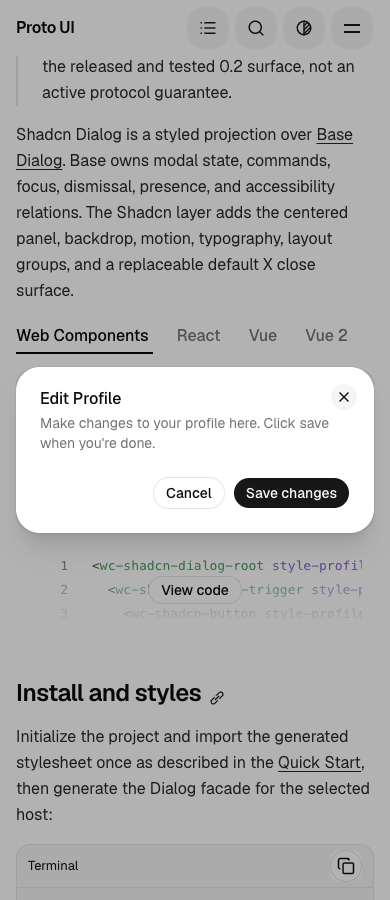 Proto UI
the released and tested 0.2 surface, not an
active protocol guarantee.
Shadcn Dialog is a styled projection over Base
Dialog. Base owns modal state, commands,
focus, dismissal, presence, and accessibility
relations. The Shadcn layer adds the centered
panel, backdrop, motion, typography, layout
groups, and a replaceable default X close
surface.
Web Components React Vue Vue 2
Edit Profile
Make changes to your profile here. Click save
when you're done.
Cancel Save changes
1 <wc-shadcn-dialog-root style-profil
2 <wc-s -trigger style-p
View code
3 <wc-shadcn-button style-profile
Install and styles
Initialize the project and import the generated
stylesheet once as described in the Quick Start,
then generate the Dialog facade for the selected
host:
Terminal